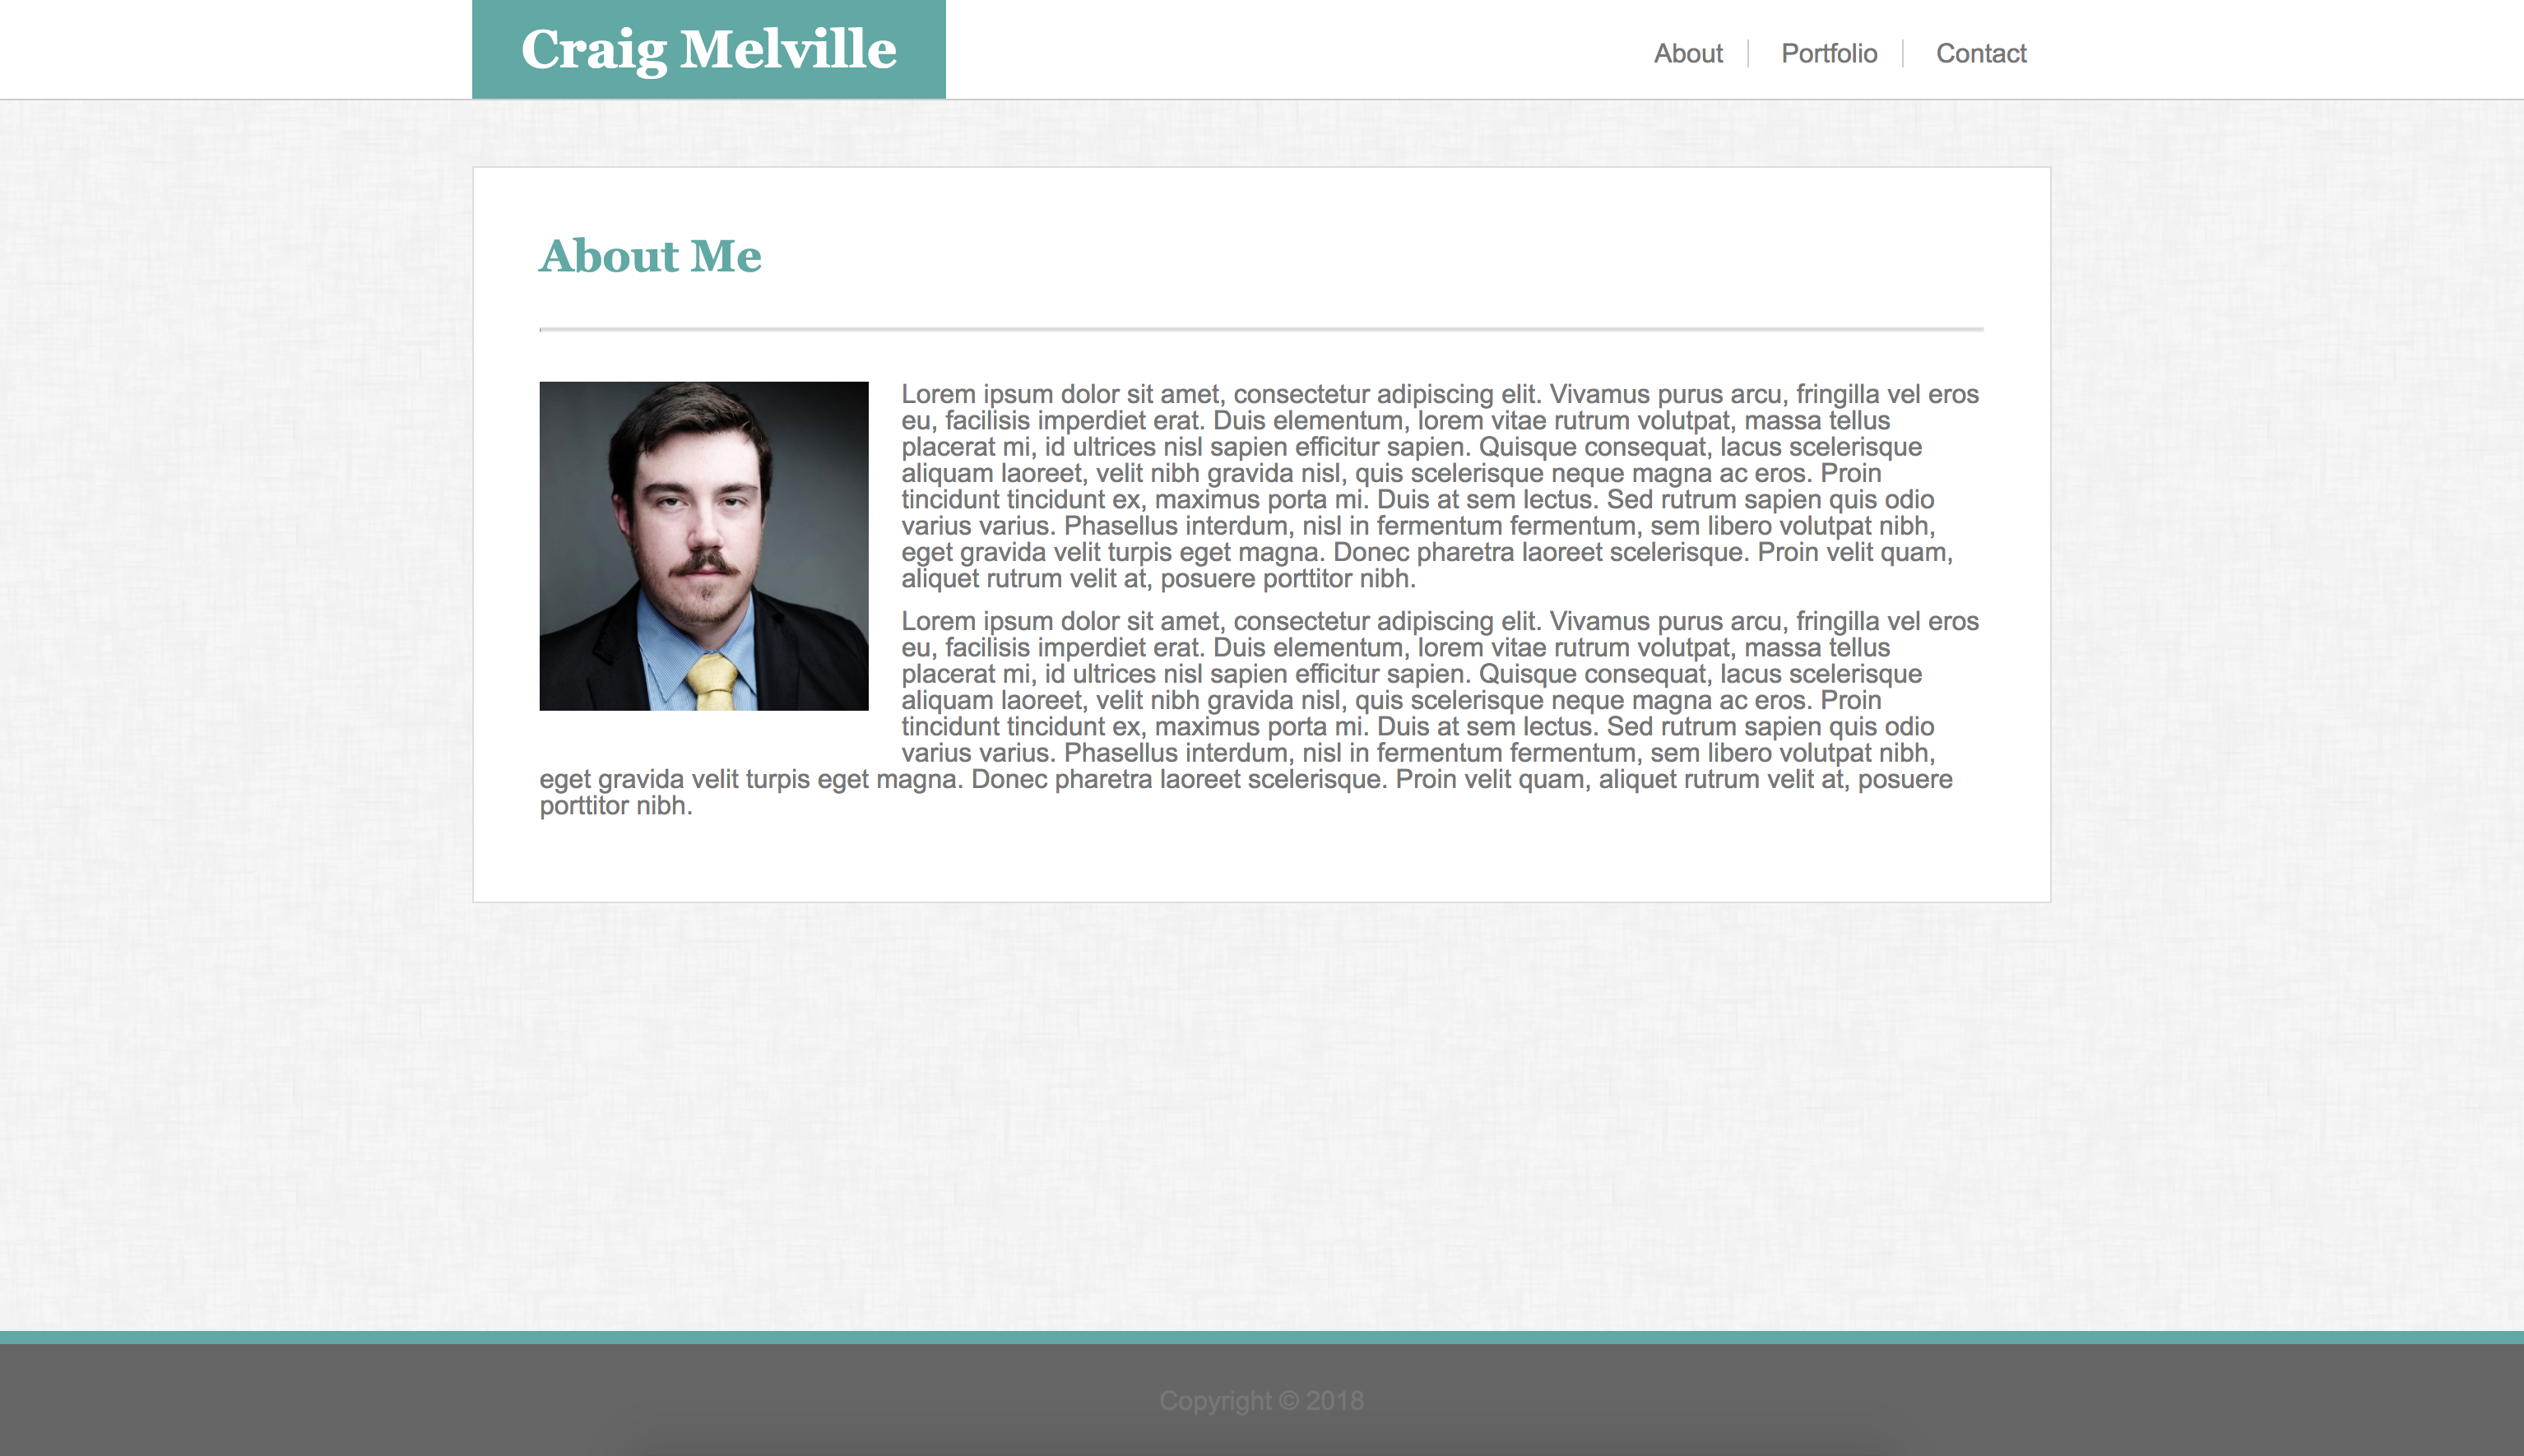 Craig Melville
About
Portfolio
Contact
About Me
Lorem ipsum dolor sit amet, consectetur adipiscing elit. Vivamus purus arcu, fringilla vel eros
eu, facilisis imperdiet erat. Duis elementum, lorem vitae rutrum volutpat, massa tellus
placerat mi, id ultrices nisl sapien efficitur sapien. Quisque consequat, lacus scelerisque
aliquam laoreet, velit nibh gravida nisl, quis scelerisque neque magna ac eros. Proin
tincidunt tincidunt ex, maximus porta mi. Duis at sem lectus. Sed rutrum sapien quis odio
varius varius. Phasellus interdum, nisl in fermentum fermentum, sem libero volutpat nibh,
eget gravida velit turpis eget magna. Donec pharetra laoreet scelerisque. Proin velit quam,
aliquet rutrum velit at, posuere porttitor nibh.
Lorem ipsum dolor sit amet, consectetur adipiscing elit. Vivamus purus arcu, fringilla vel eros
eu, facilisis imperdiet erat. Duis elementum, lorem vitae rutrum volutpat, massa tellus
placerat mi, id ultrices nisl sapien efficitur sapien. Quisque consequat, lacus scelerisque
aliquam laoreet, velit nibh gravida nisl, quis scelerisque neque magna ac eros. Proin
tincidunt tincidunt ex, maximus porta mi. Duis at sem lectus. Sed rutrum sapien quis odio
varius varius. Phasellus interdum, nisl in fermentum fermentum, sem libero volutpat nibh,
eget gravida velit turpis eget magna. Donec pharetra laoreet scelerisque. Proin velit quam, aliquet rutrum velit at, posuere
porttitor nibh.
Copyright © 2018